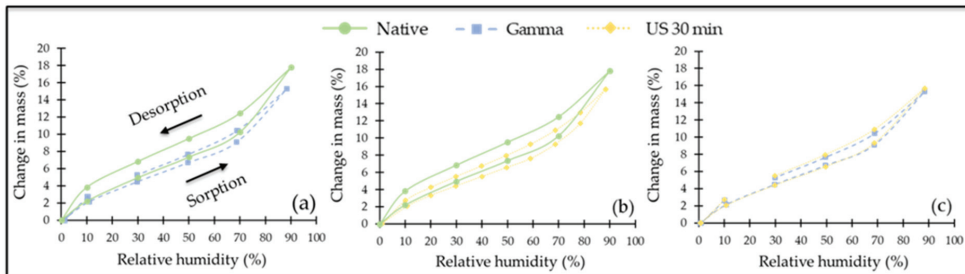 Native Gamma US 30 min
Change in mass (%)
20
18
16
14
12
10
8
6
4
2
0
Desorption
Sorption
(a)
0 10 20 30 40 50 60 70 80 90 100
Relative humidity (%)
Change in mass (%)
20
18
16
14
12
10
8
6
4
2
0
(b)
0 10 20 30 40 50 60 70 80 90 100
Relative humidity (%)
Change in mass (%)
20
18
16
14
12
10
8
6
4
2
0
(c)
0 10 20 30 40 50 60 70 80 90 100
Relative humidity (%)